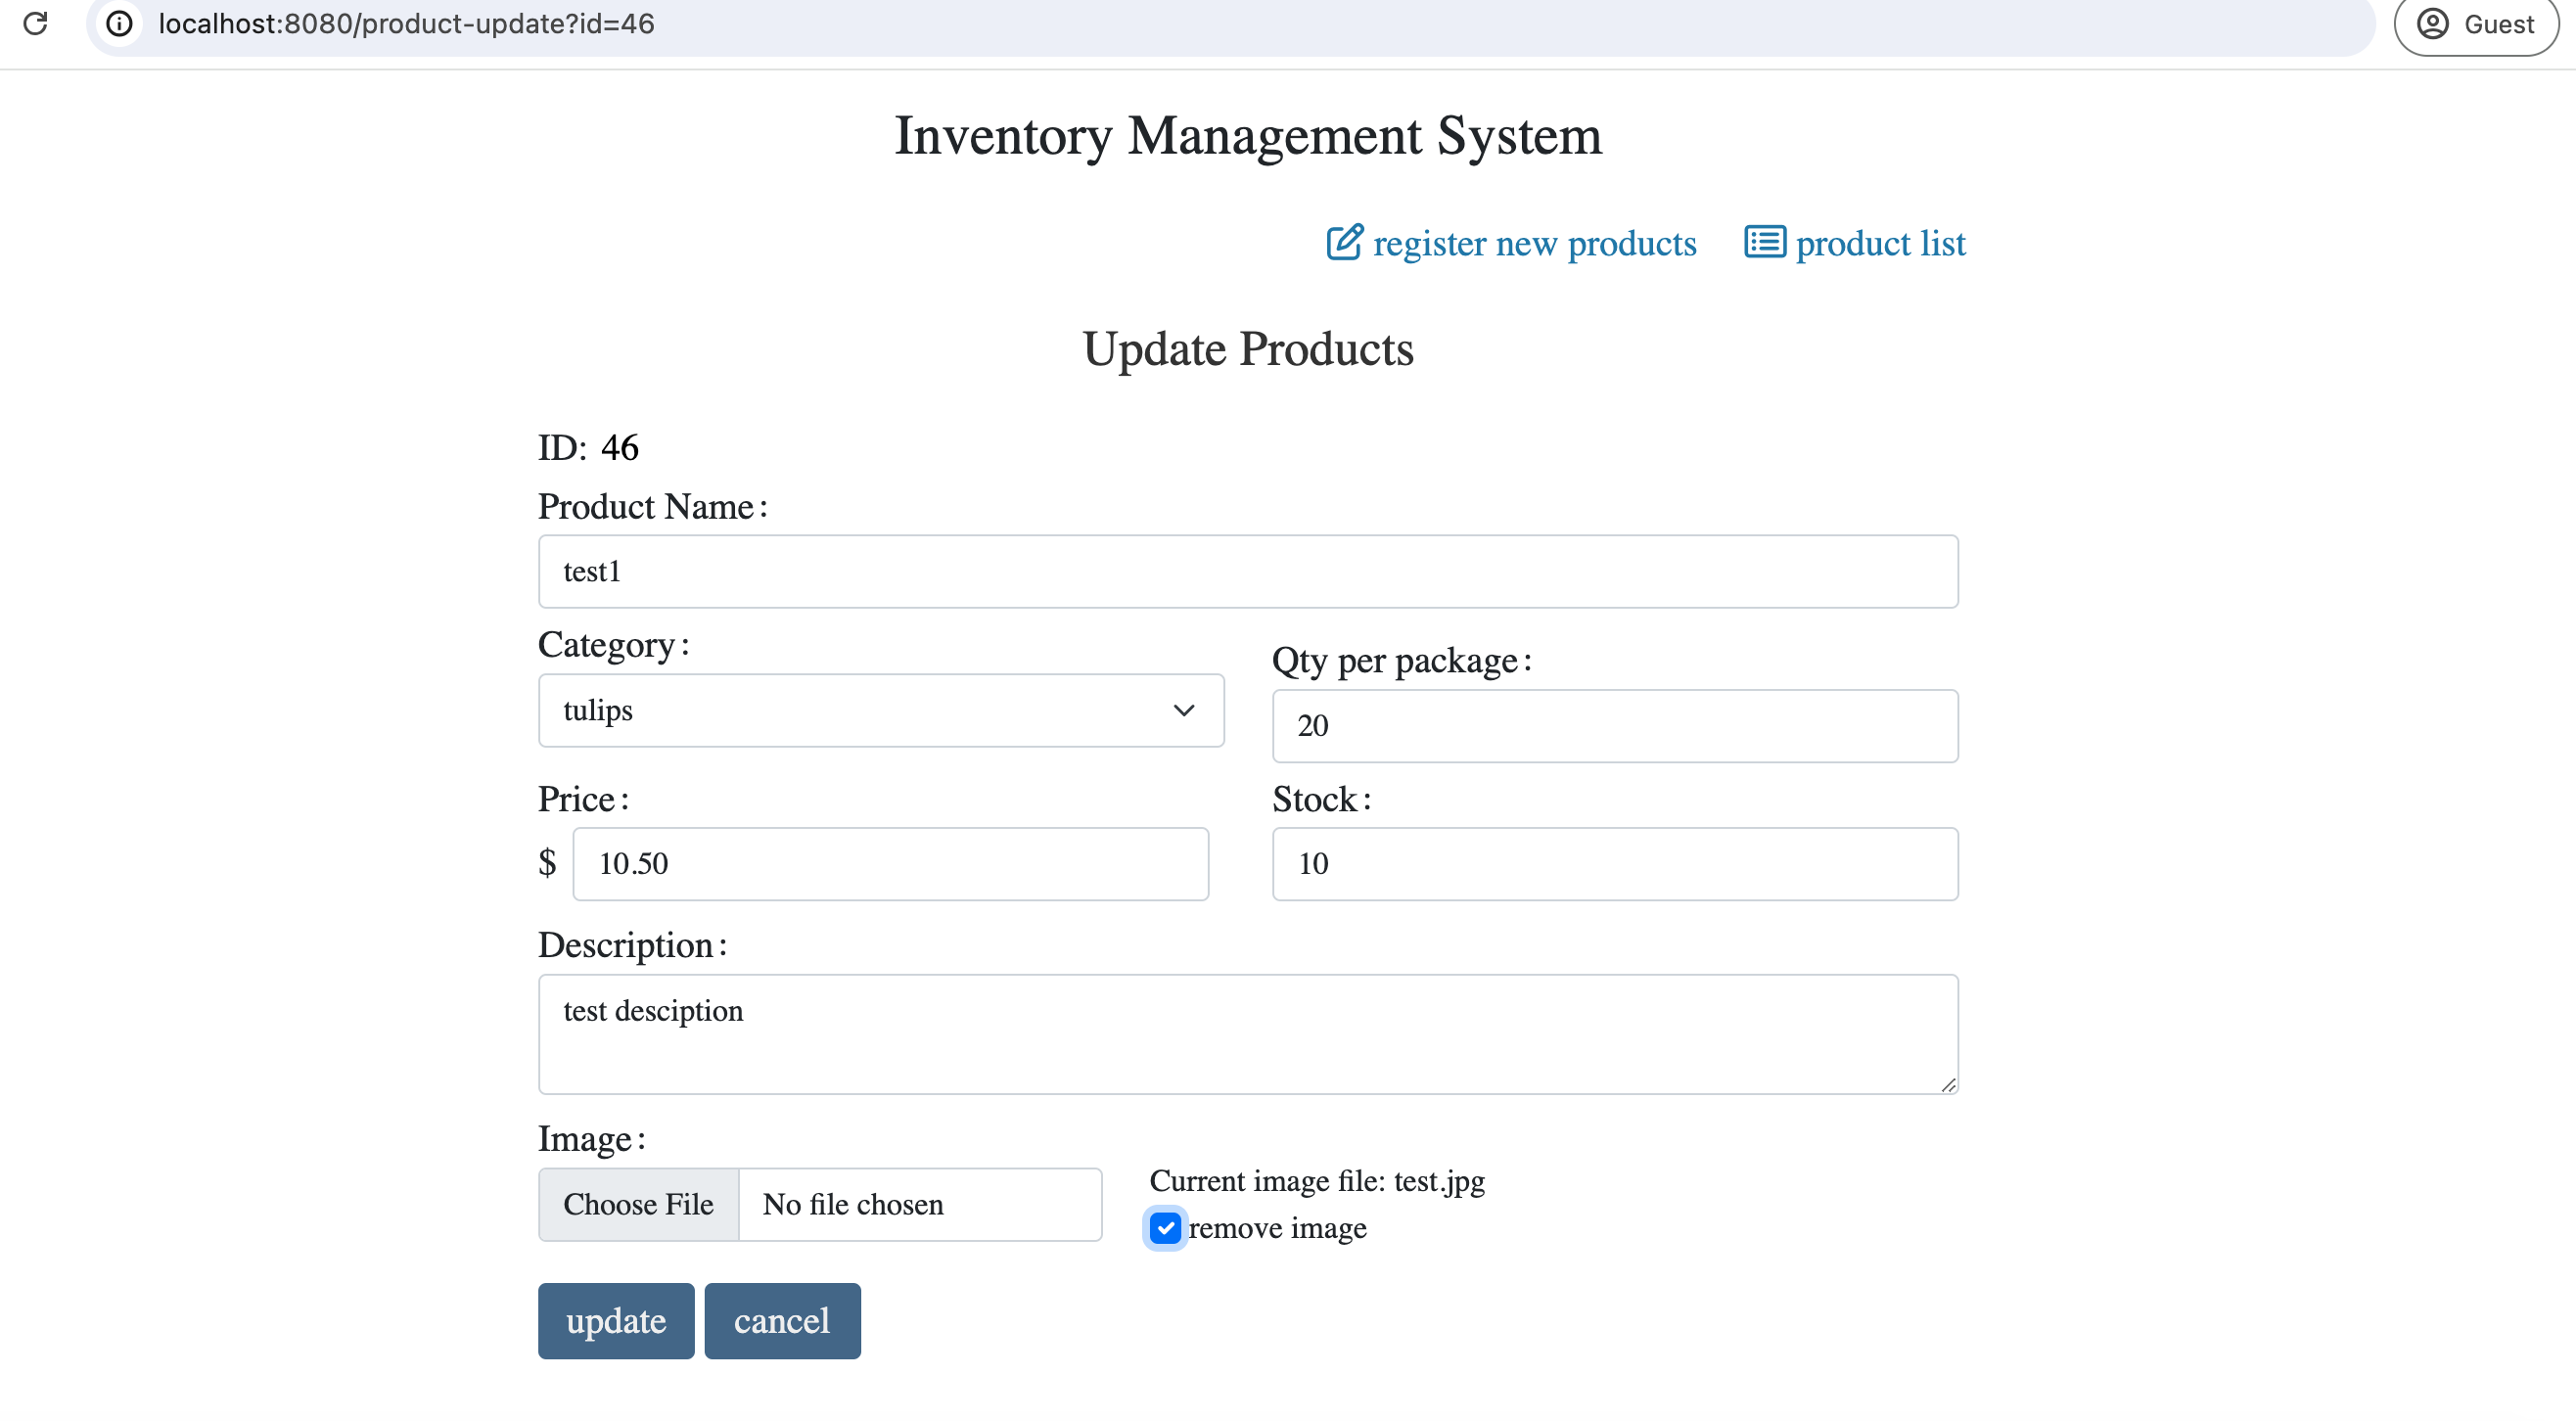 localhost:8080/product-update?id=46
Guest
Inventory Management System
register new products product list
Update Products
ID: 46
Product Name:
test1
Category:
tulips
Qty per package:
20
Price:
$ 10.50
Stock:
10
Description:
test desciption
Image:
Choose File No file chosen
Current image file: test.jpg
remove image
update cancel